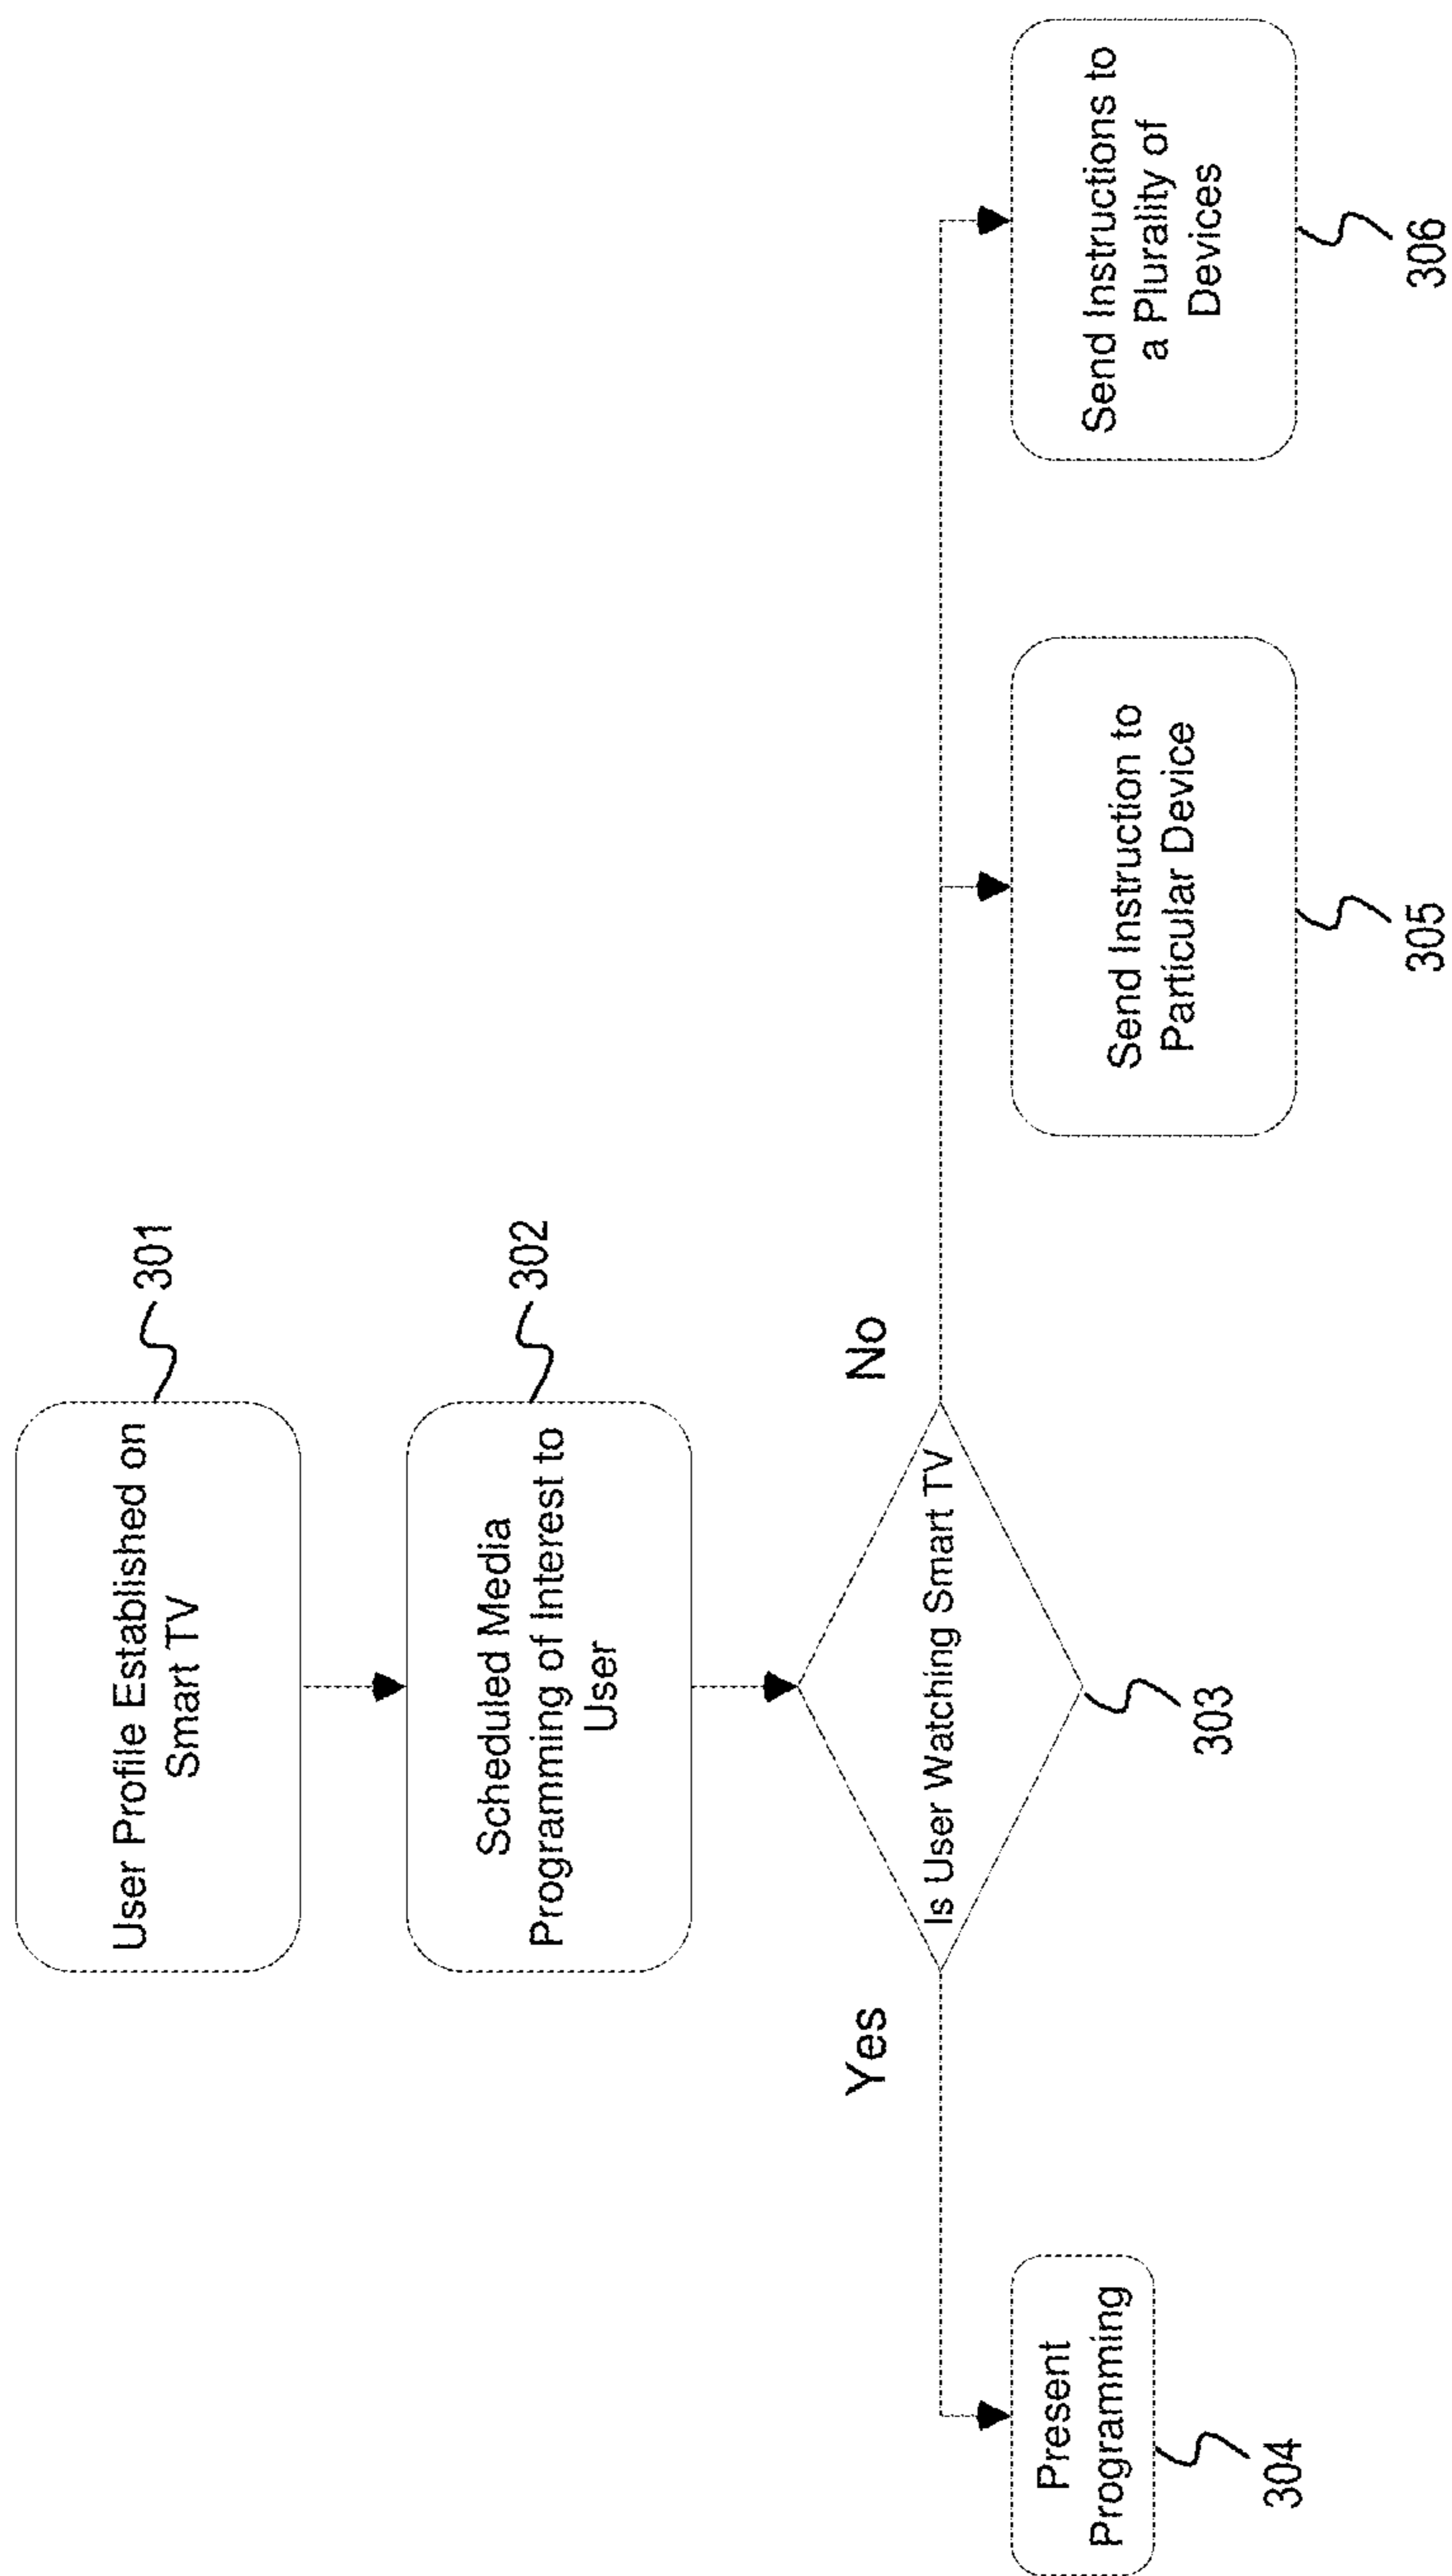 User Profile Established on
Smart TV
301
Scheduled Media
Programming of Interest to
User
302
Is User Watching Smart TV
303
Yes
No
Present
Programming
304
Send Instruction to
Particular Device
305
Send Instructions to
a Plurality of
Devices
306